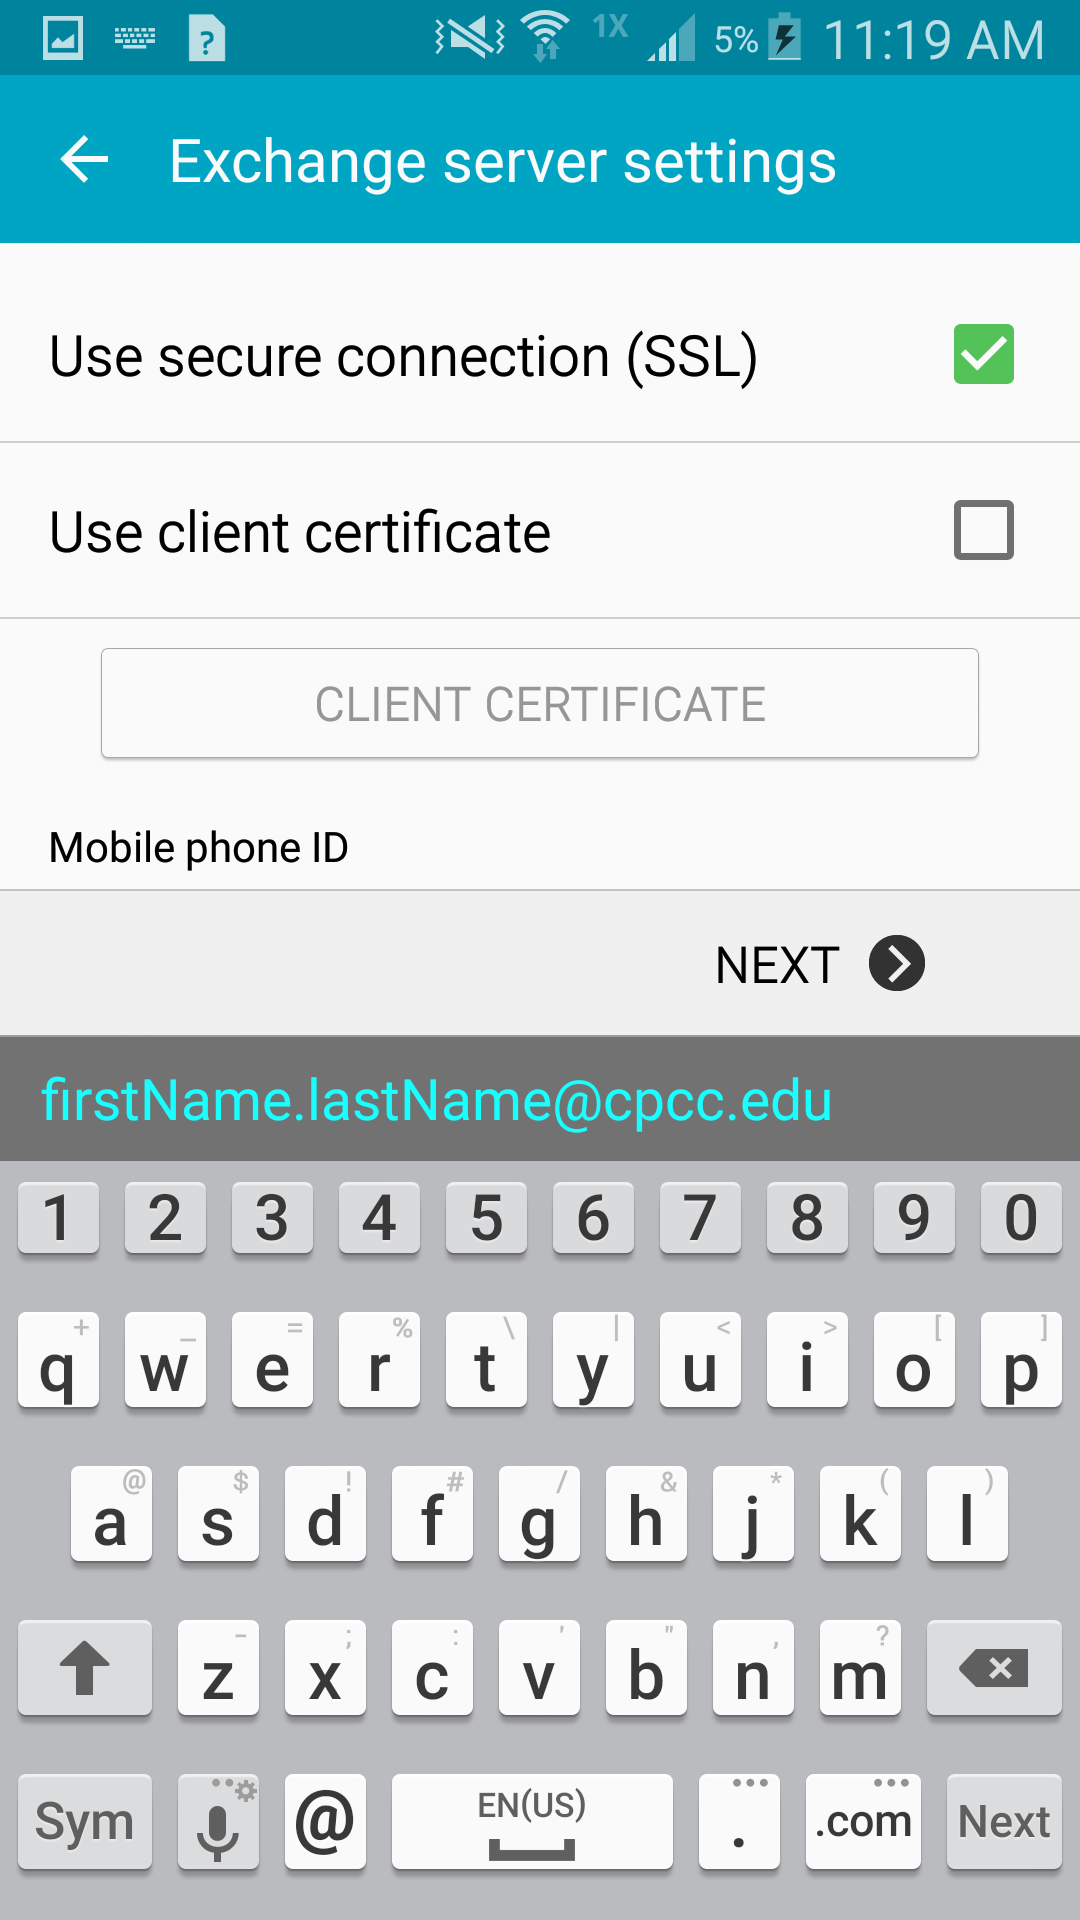 1X 5% 11:19 AM
Exchange server settings
Use secure connection (SSL)
Use client certificate
CLIENT CERTIFICATE
Mobile phone ID
NEXT
firstName.lastName@cpcc.edu
1 2 3 4 5 6 7 8 9 0
+ _ = % \ | < > [ ]
q w e r t y u i o p
@ $ ! # / & * ( )
a s d f g h j k l
- ; : ' " , ?
z x c v b n m
Sym @ EN(US) . .com Next